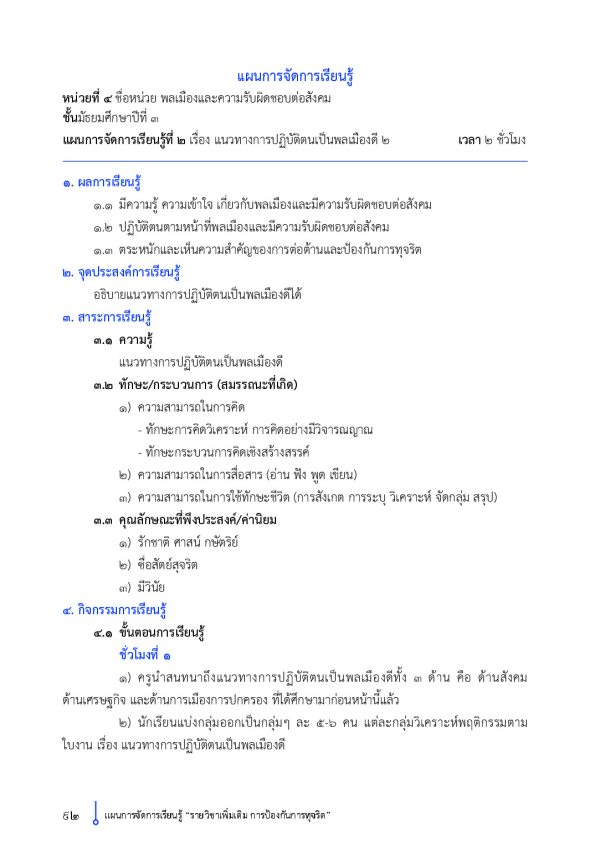 แผนการจัดการเรียนรู้
หน่วยที่ ๔ ชื่อหน่วย พลเมืองและความรับผิดชอบต่อสังคม
ชั้นมัธยมศึกษาปีที่ ๓
แผนการจัดการเรียนรู้ที่ ๒ เรื่อง แนวทางการปฏิบัติตนเป็นพลเมืองดี ๒ เวลา ๒ ชั่วโมง
๑. ผลการเรียนรู้
๑.๑ มีความรู้ ความเข้าใจ เกี่ยวกับพลเมืองและมีความรับผิดชอบต่อสังคม
๑.๒ ปฏิบัติตนตามหน้าที่พลเมืองและมีความรับผิดชอบต่อสังคม
๑.๓ ตระหนักและเห็นความสำคัญของการต่อต้านและป้องกันการทุจริต
๒. จุดประสงค์การเรียนรู้
อธิบายแนวทางการปฏิบัติตนเป็นพลเมืองดีได้
๓. สาระการเรียนรู้
๓.๑ ความรู้
แนวทางการปฏิบัติตนเป็นพลเมืองดี
๓.๒ ทักษะ/กระบวนการ (สมรรถนะที่เกิด)
๑) ความสามารถในการคิด
- ทักษะการคิดวิเคราะห์ การคิดอย่างมีวิจารณญาณ
- ทักษะกระบวนการคิดเชิงสร้างสรรค์
๒) ความสามารถในการสื่อสาร (อ่าน ฟัง พูด เขียน)
๓) ความสามารถในการใช้ทักษะชีวิต (การสังเกต การระบุ วิเคราะห์ จัดกลุ่ม สรุป)
๓.๓ คุณลักษณะที่พึงประสงค์/ค่านิยม
๑) รักชาติ ศาสน์ กษัตริย์
๒) ซื่อสัตย์สุจริต
๓) มีวินัย
๔. กิจกรรมการเรียนรู้
๔.๑ ขั้นตอนการเรียนรู้
ชั่วโมงที่ ๑
๑) ครูนำสนทนาถึงแนวทางการปฏิบัติตนเป็นพลเมืองดีทั้ง ๓ ด้าน คือ ด้านสังคม
ด้านเศรษฐกิจ และด้านการเมืองการปกครอง ที่ได้ศึกษามาก่อนหน้านี้แล้ว
๒) นักเรียนแบ่งกลุ่มออกเป็นกลุ่มๆ ละ ๕-๖ คน แต่ละกลุ่มวิเคราะห์พฤติกรรมตาม
ใบงาน เรื่อง แนวทางการปฏิบัติตนเป็นพลเมืองดี
๕๒ แผนการจัดการเรียนรู้ "รายวิชาเพิ่มเติม การป้องกันการทุจริต"